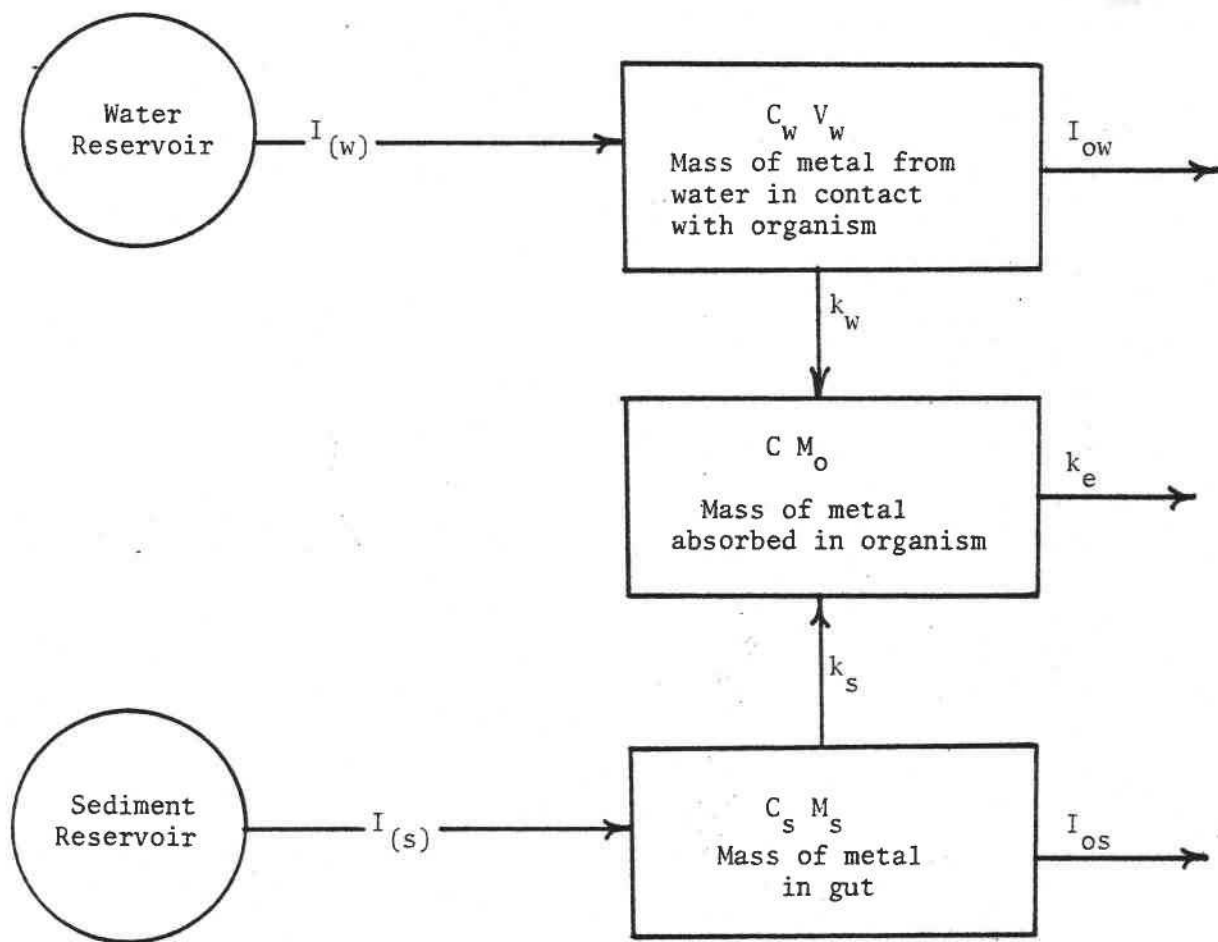 Water
Reservoir
I(w)
C_w V_w
Mass of metal from
water in contact
with organism
I_ow
k_w
C M_o
Mass of metal
absorbed in organism
k_e
k_s
Sediment
Reservoir
I(s)
C_s M_s
Mass of metal
in gut
I_os